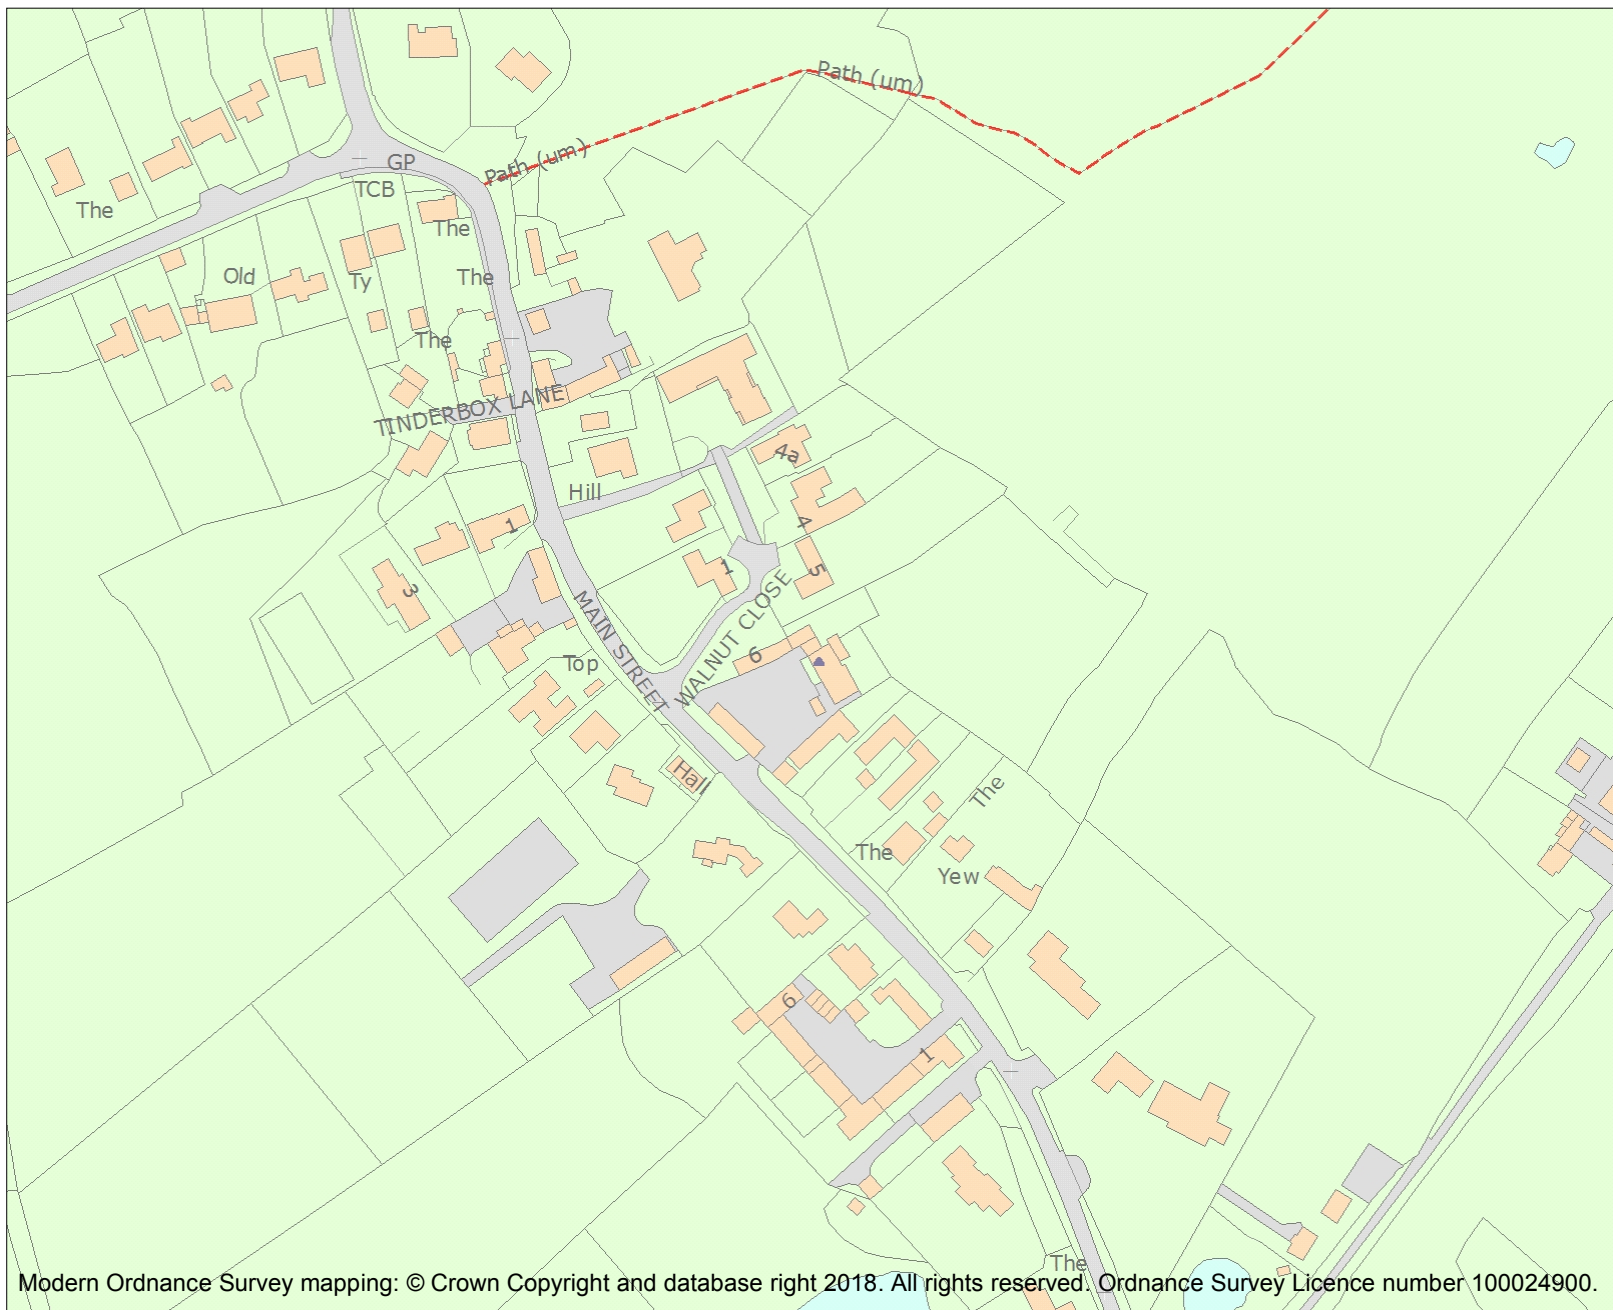 Path (um)
GP
Path (um)
TCB
The
The
Old
Ty
The
The
TINDERBOX LANE
4a
Hill
1
4
3
1
5
MAIN STREET
WALNUT CLOSE
Top
6
Hall
The
The
Yew
6
1
The
Modern Ordnance Survey mapping: © Crown Copyright and database right 2018. All rights reserved. Ordnance Survey Licence number 100024900.